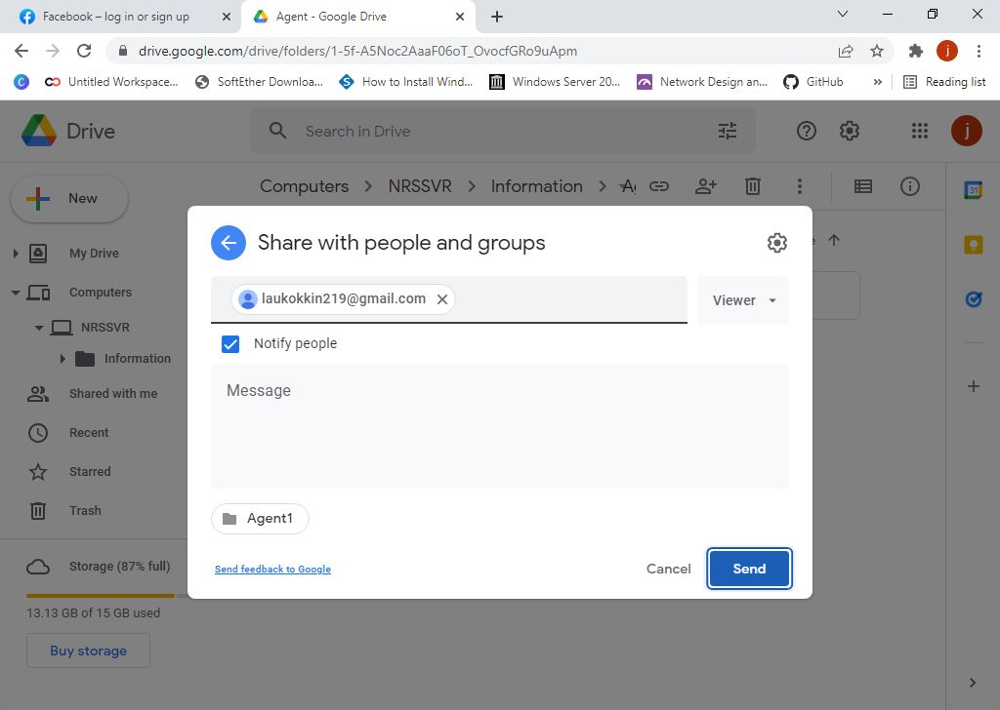 Facebook – log in or sign up
Agent - Google Drive
drive.google.com/drive/folders/1-5f-A5Noc2AaaF06oT_OvocfGRo9uApm
j
C
Untitled Workspace...
SoftEther Downloa...
How to Install Wind...
Windows Server 20...
Network Design an...
GitHub
»
Reading list
Drive
Search in Drive
j
New
Computers
NRSSVR
Information
31
Share with people and groups
My Drive
Computers
NRSSVR
Information
Shared with me
Recent
Starred
Trash
laukokkin219@gmail.com
Viewer
Notify people
Message
Agent1
Send feedback to Google
Cancel
Send
Storage (87% full)
13.13 GB of 15 GB used
Buy storage